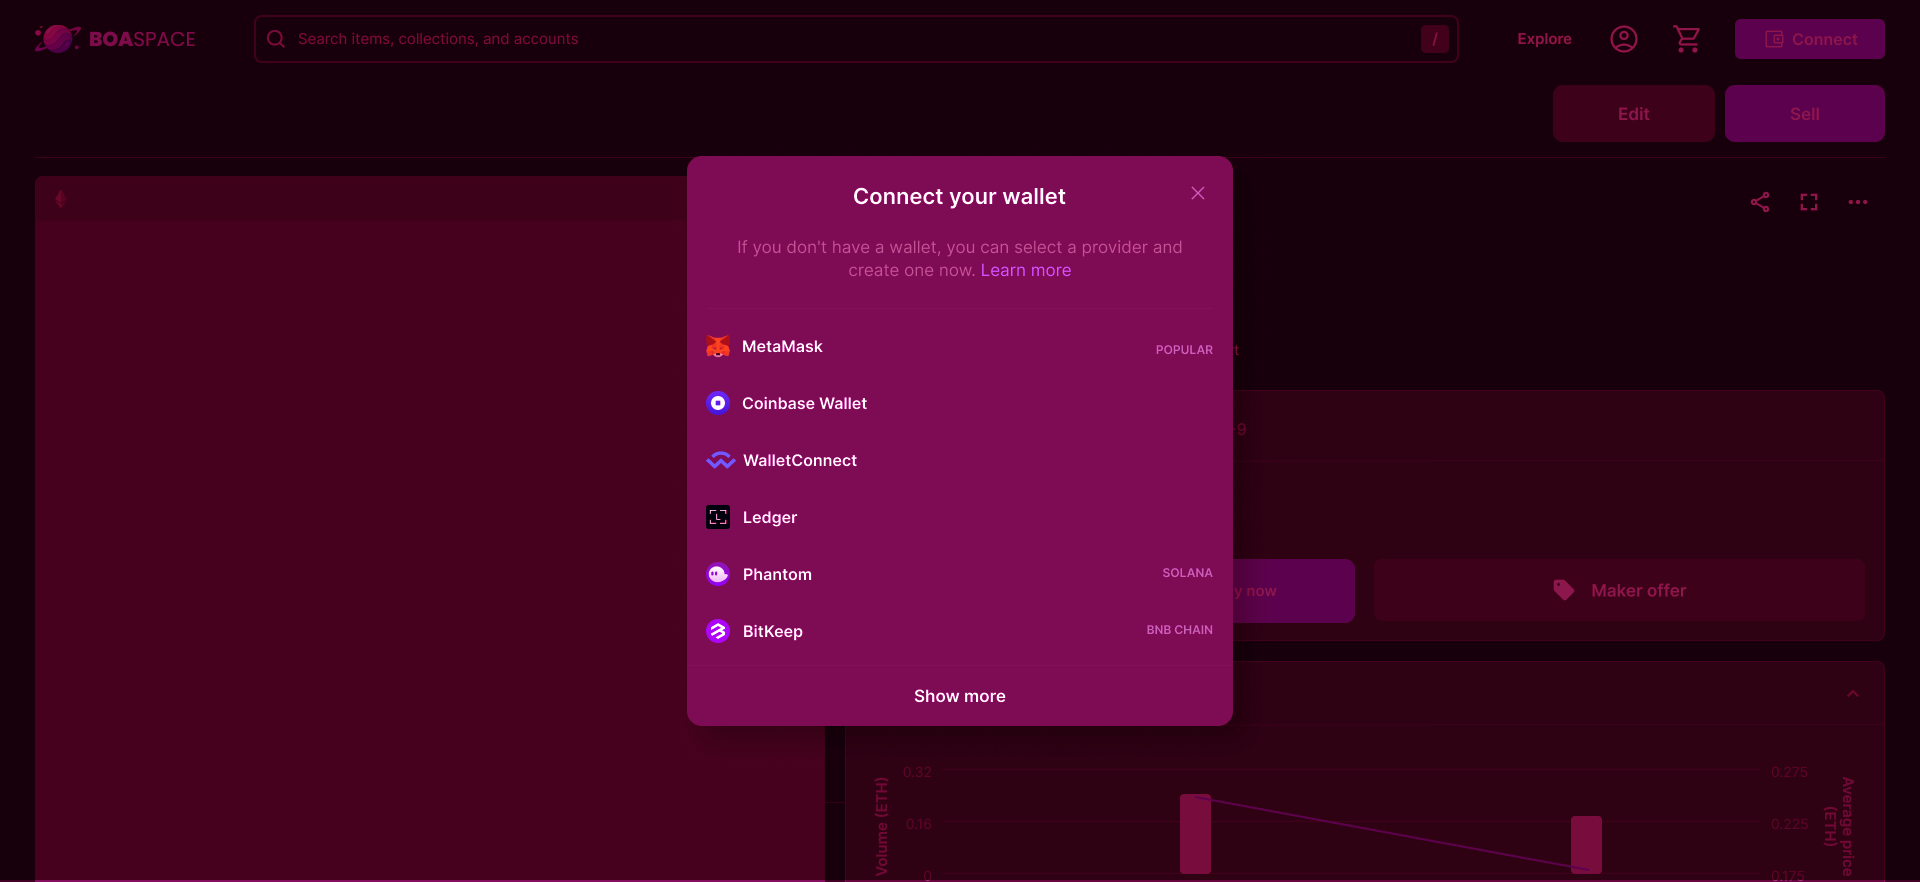 BOASPACE
Search items, collections, and accounts
/
Explore
Connect
Edit
Sell
Connect your wallet
If you don't have a wallet, you can select a provider and
create one now. Learn more
MetaMask
POPULAR
Coinbase Wallet
WalletConnect
Ledger
Phantom
SOLANA
BitKeep
BNB CHAIN
Show more
t
9
y now
Maker offer
Volume (ETH)
0.32
0.16
0
0.275
0.225
0.175
Average price
(ETH)